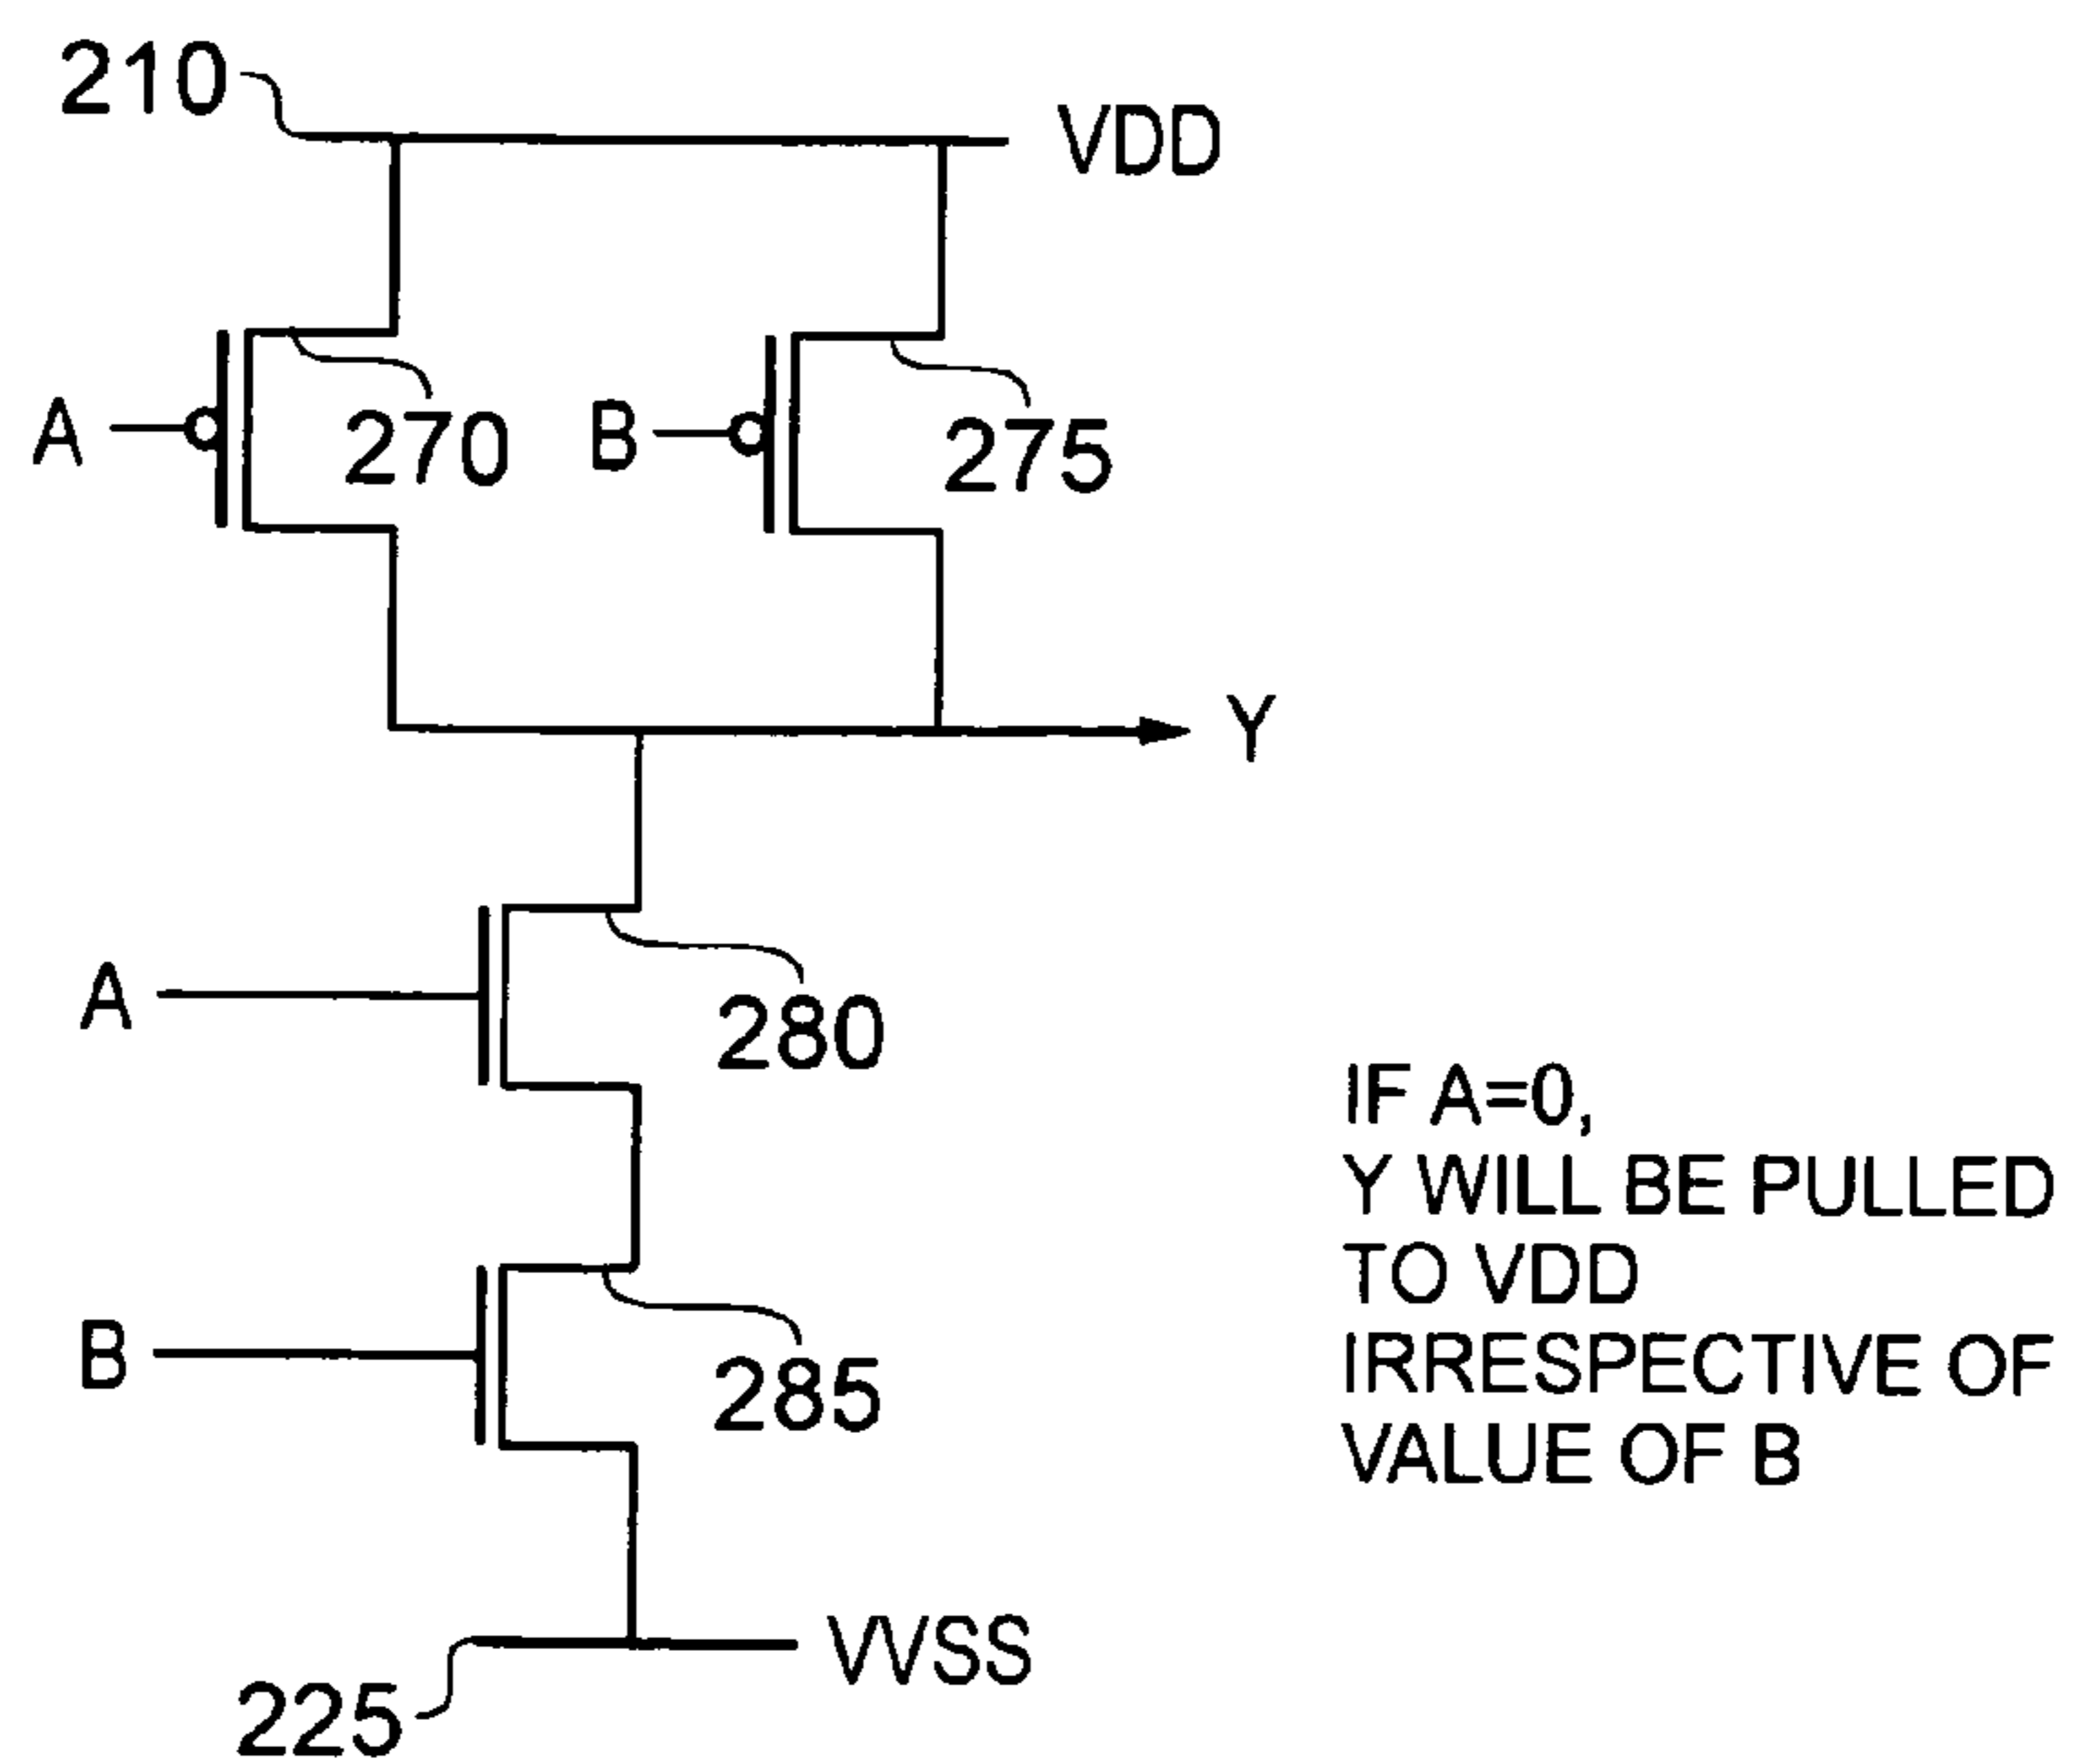 210
VDD
A
270
B
275
Y
A
280
IF A=0,
Y WILL BE PULLED
TO VDD
IRRESPECTIVE OF
VALUE OF B
B
285
VVSS
225